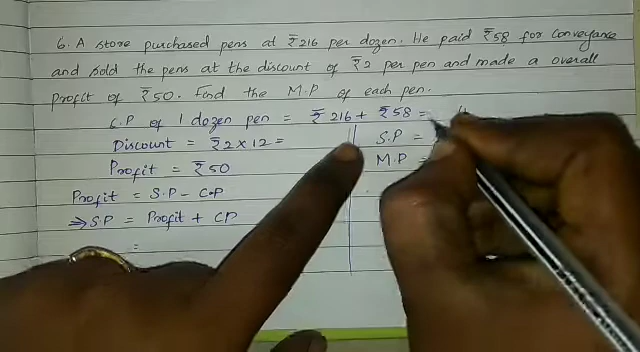 6. A store purchased pens at ₹216 per dozen. He paid ₹58 for conveyance
and sold the pens at the discount of ₹2 per pen and made a overall
Profit of ₹50. Find the M.P of each pen.
C.P of 1 dozen pen = ₹216 + ₹58 =
Discount = ₹2 × 12 =
S.P =
Profit = ₹50
M.P =
Profit = S.P - C.P
⇒ S.P = Profit + CP
=